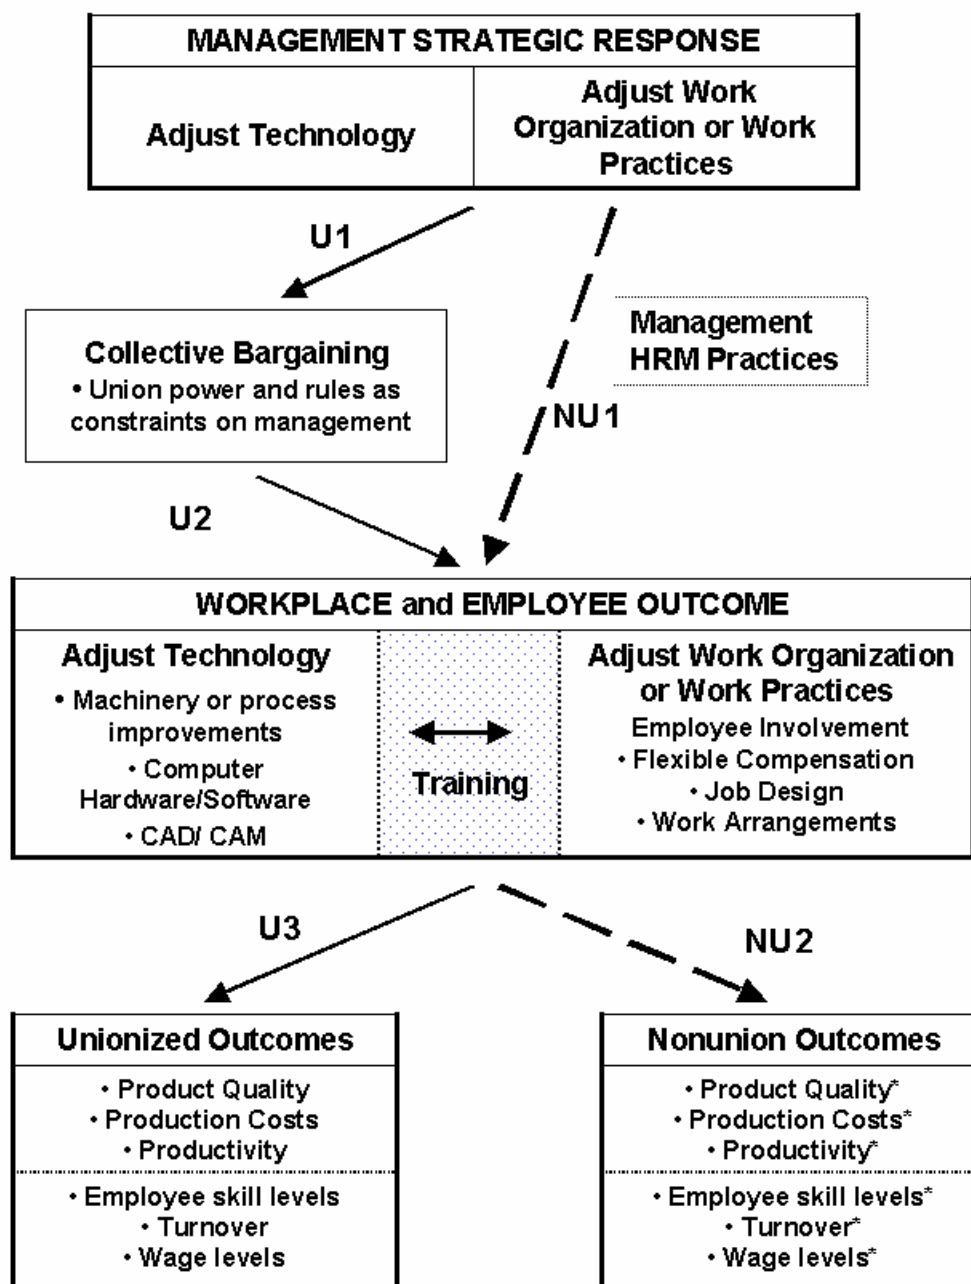 MANAGEMENT STRATEGIC RESPONSE
Adjust Technology
Adjust Work
Organization or Work
Practices
U1
Collective Bargaining
• Union power and rules as
constraints on management
Management
HRM Practices
NU1
U2
WORKPLACE and EMPLOYEE OUTCOME
Adjust Technology
• Machinery or process
improvements
• Computer
Hardware/Software
• CAD/ CAM
Training
Adjust Work Organization
or Work Practices
Employee Involvement
• Flexible Compensation
• Job Design
• Work Arrangements
U3
NU2
Unionized Outcomes
• Product Quality
• Production Costs
• Productivity
• Employee skill levels
• Turnover
• Wage levels
Nonunion Outcomes
• Product Quality*
• Production Costs*
• Productivity*
• Employee skill levels*
• Turnover*
• Wage levels*